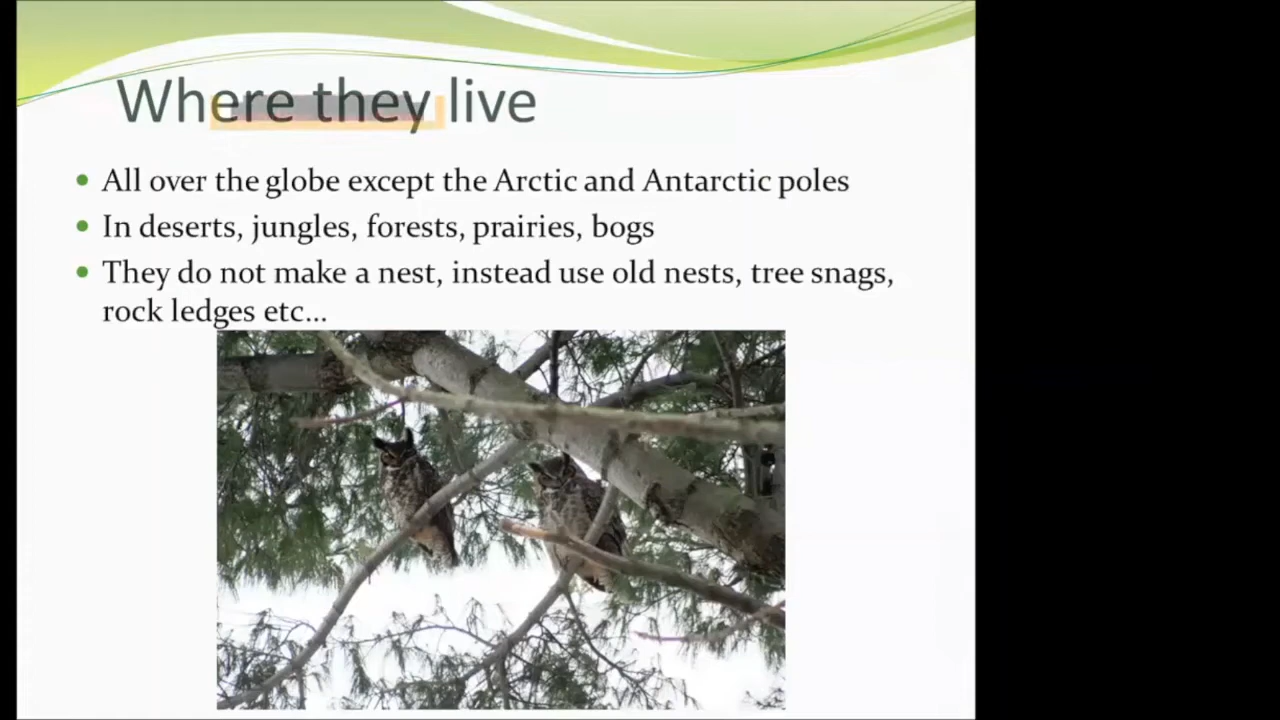 Where they live
All over the globe except the Arctic and Antarctic poles
In deserts, jungles, forests, prairies, bogs
They do not make a nest, instead use old nests, tree snags,
rock ledges etc...